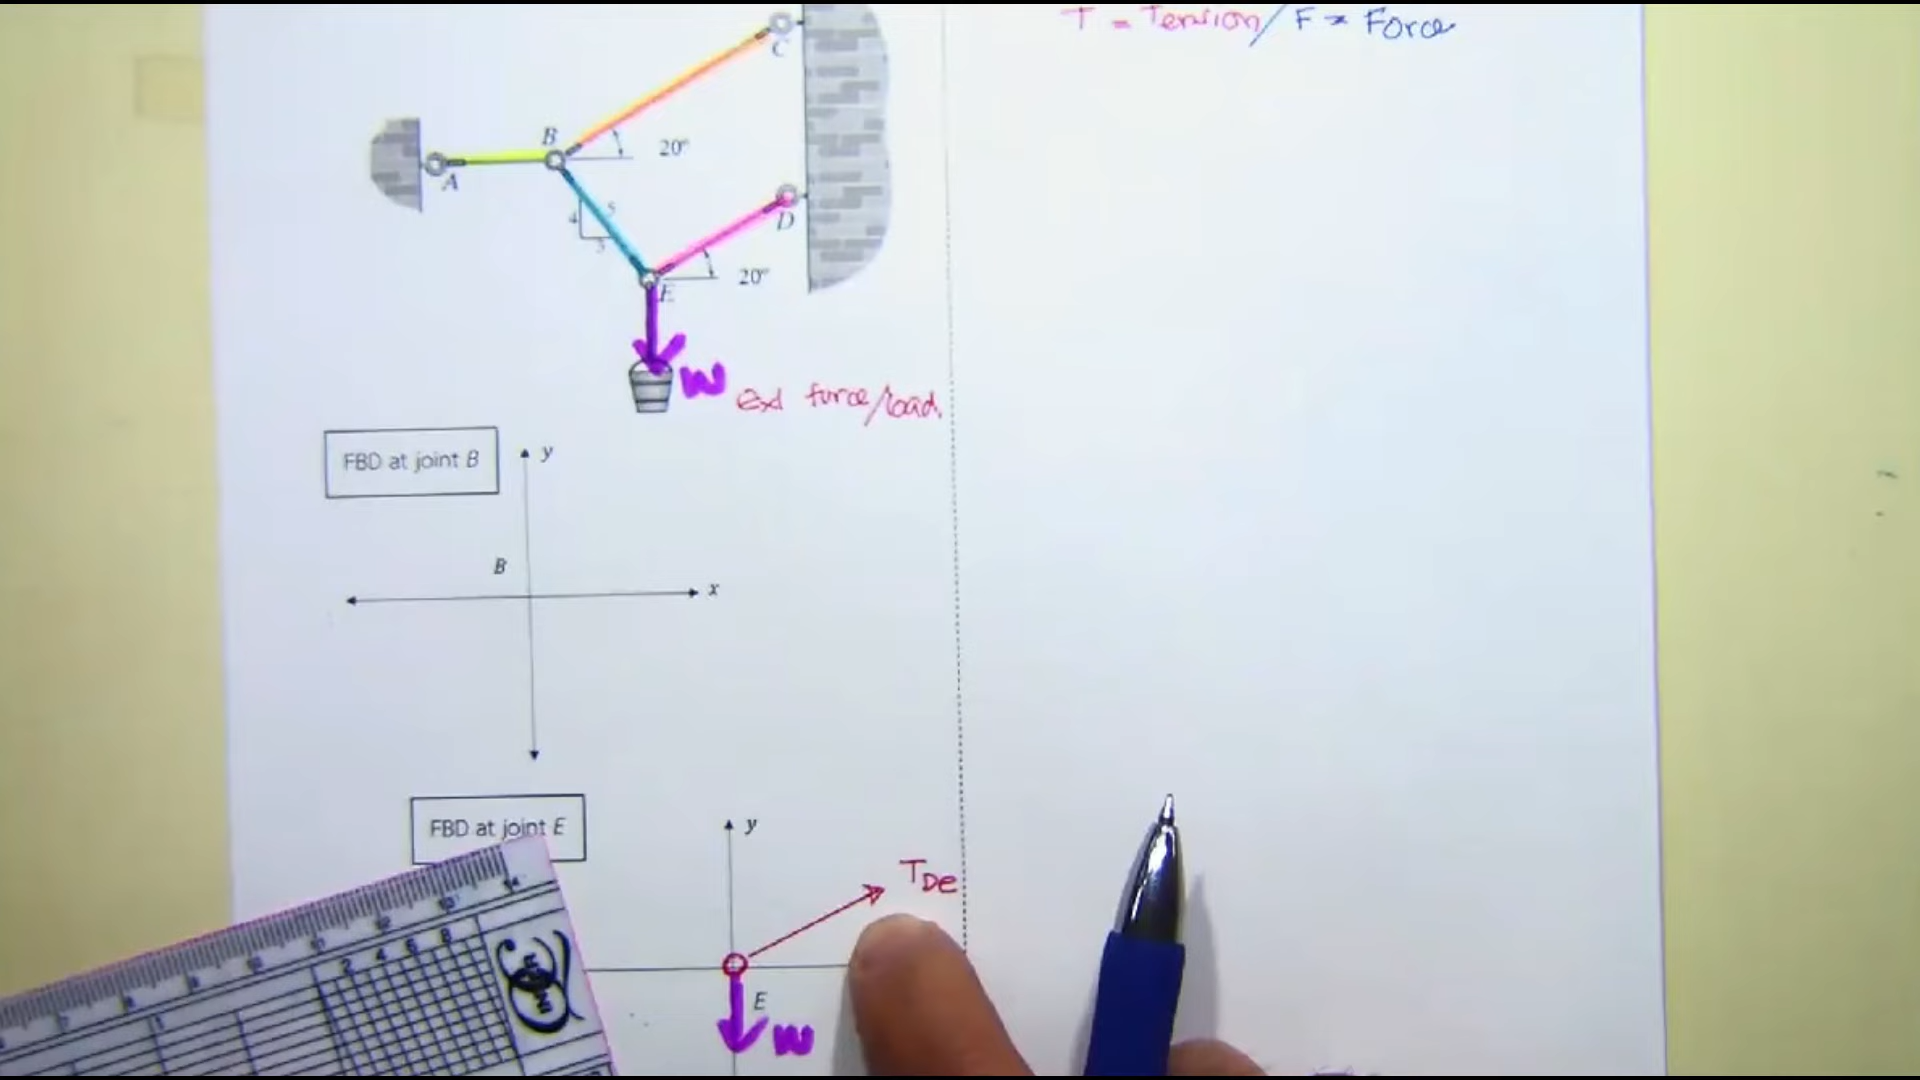 T = Tension / F = Force
C
B
20°
A
D
4 5
3
20°
E
W
ext force/load
FBD at joint B
y
B
x
FBD at joint E
y
TDE
E
W